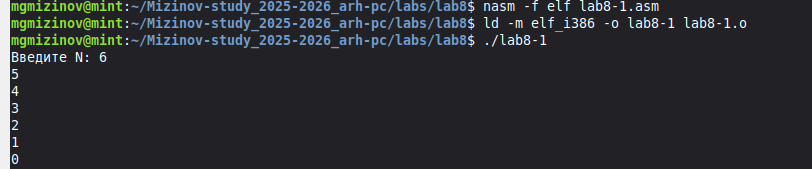 mgmizinov@mint:~/Mizinov-study_2025-2026_arh-pc/labs/lab8$ nasm -f elf lab8-1.asm
mgmizinov@mint:~/Mizinov-study_2025-2026_arh-pc/labs/lab8$ ld -m elf_i386 -o lab8-1 lab8-1.o
mgmizinov@mint:~/Mizinov-study_2025-2026_arh-pc/labs/lab8$ ./lab8-1
Введите N: 6
5
4
3
2
1
0